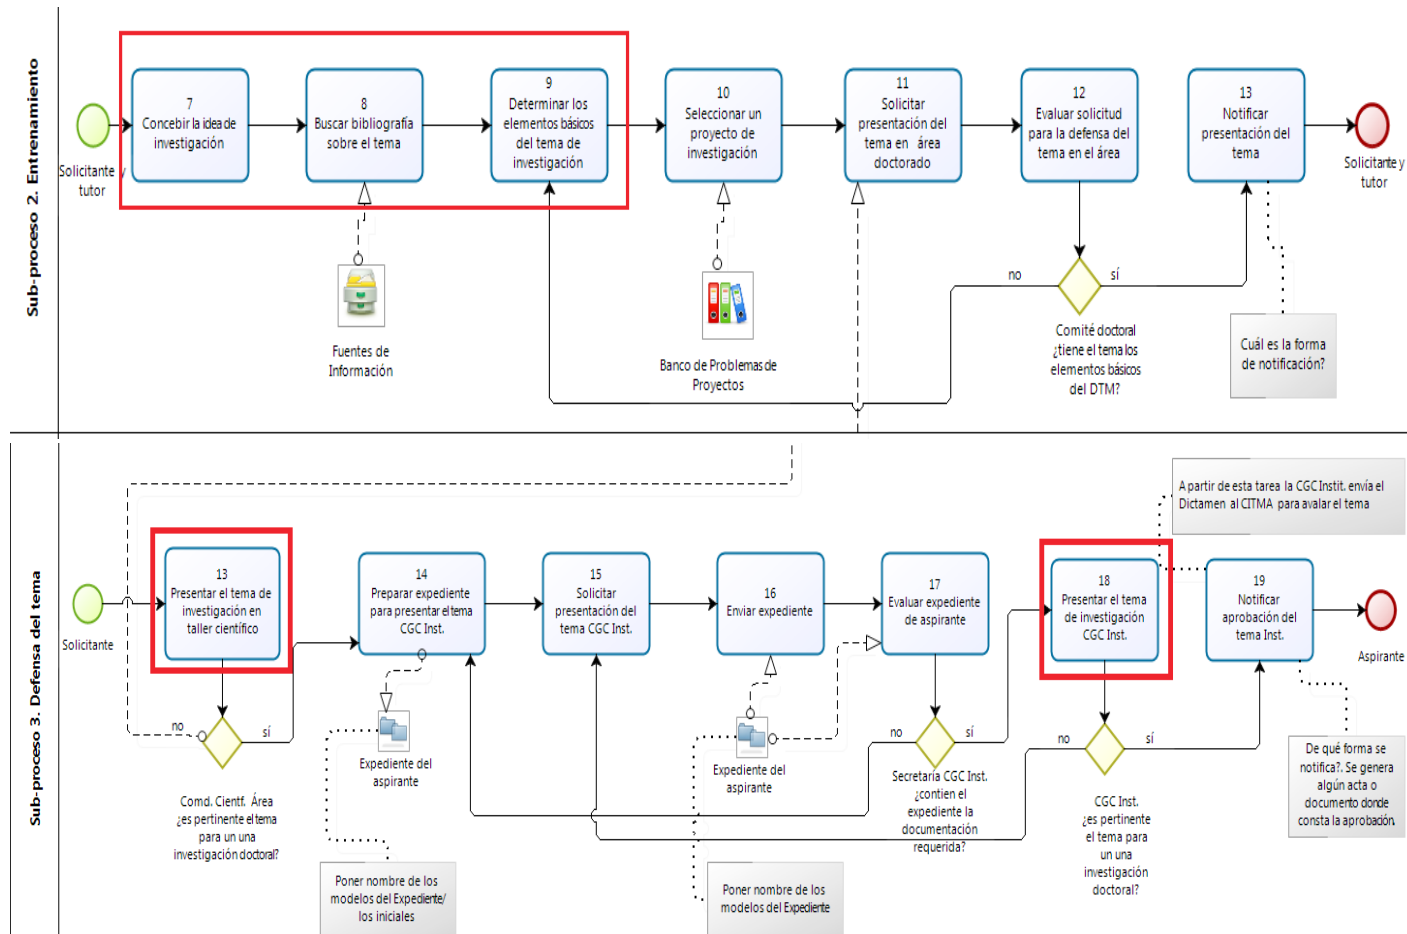 Sub-proceso 2. Entrenamiento
Solicitante y
tutor
7
Concebir la idea de
investigación
8
Buscar bibliografía
sobre el tema
9
Determinar los
elementos básicos
del tema de
investigación
10
Seleccionar un
proyecto de
investigación
11
Solicitar
presentación del
tema en área
doctorado
12
Evaluar solicitud
para la defensa del
tema en el área
13
Notificar
presentación del
tema
Solicitante y
tutor
Fuentes de
Información
Banco de Problemas de
Proyectos
no
sí
Comité doctoral
¿tiene el tema los
elementos básicos
del DTM?
Cuál es la forma
de notificación?
Sub-proceso 3. Defensa del tema
A partir de esta tarea la CGC Instit. envía el
Dictamen al CITMA para avalar el tema
Solicitante
13
Presentar el tema de
investigación en
taller científico
14
Preparar expediente
para presentar el tema
CGC Inst.
15
Solicitar
presentación del
tema CGC Inst.
16
Enviar expediente
17
Evaluar expediente
de aspirante
18
Presentar el tema
de investigación
CGC Inst.
19
Notificar
aprobación del
tema Inst.
Aspirante
no
sí
Comd. Cientf. Área
¿es pertinente el tema
para un una
investigación doctoral?
Expediente del
aspirante
Expediente del
aspirante
no
sí
Secretaría CGC Inst.
¿contien el
expediente la
documentación
requerida?
no
sí
CGC Inst.
¿es pertinente
el tema para
un una
investigación
doctoral?
De qué forma se
notifica?. Se genera
algún acta o
documento donde
consta la aprobación.
Poner nombre de los
modelos del Expediente/
los iniciales
Poner nombre de los
modelos del Expediente